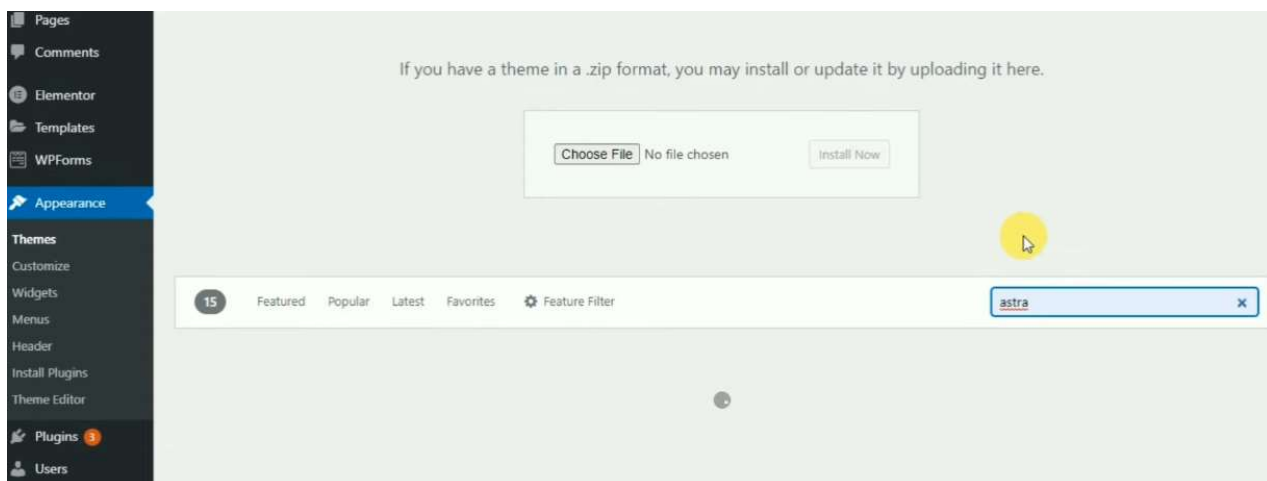 Pages
Comments
Elementor
Templates
WPForms
Appearance
Themes
Customize
Widgets
Menus
Header
Install Plugins
Theme Editor
Plugins 3
Users
If you have a theme in a .zip format, you may install or update it by uploading it here.
Choose File No file chosen Install Now
15 Featured Popular Latest Favorites Feature Filter astra